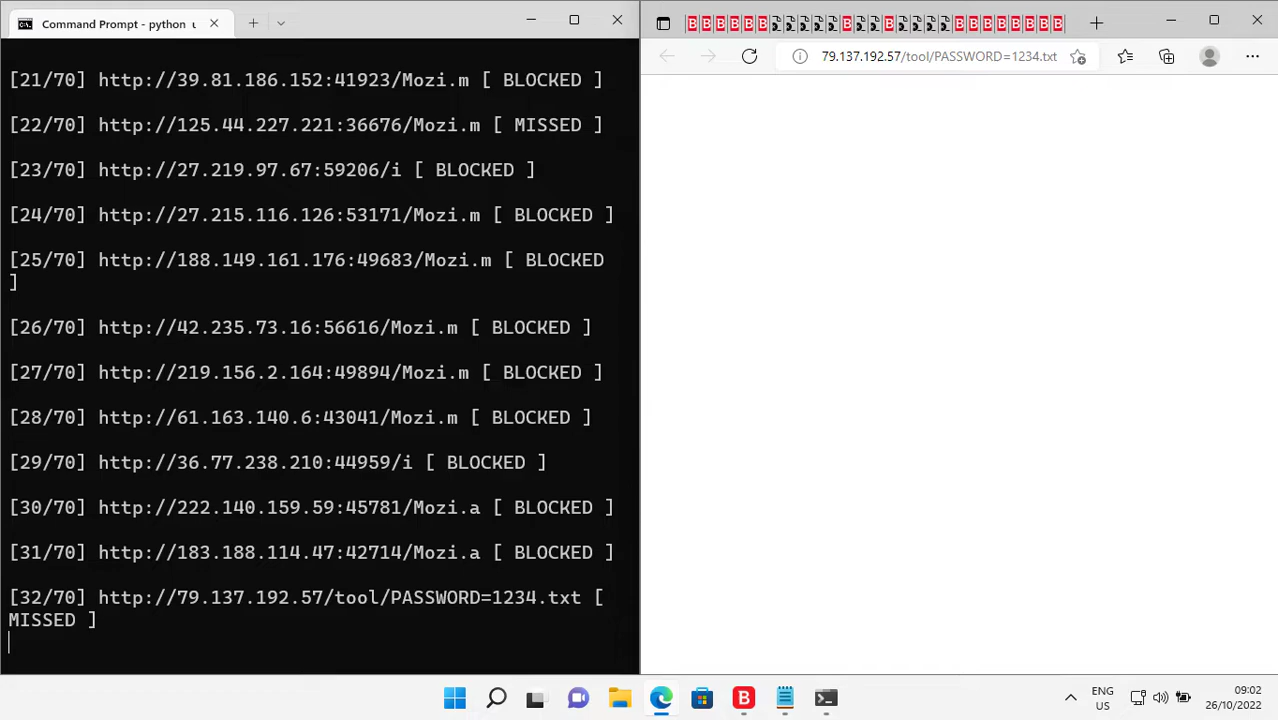 Command Prompt - python u
[21/70] http://39.81.186.152:41923/Mozi.m [ BLOCKED ]
[22/70] http://125.44.227.221:36676/Mozi.m [ MISSED ]
[23/70] http://27.219.97.67:59206/i [ BLOCKED ]
[24/70] http://27.215.116.126:53171/Mozi.m [ BLOCKED ]
[25/70] http://188.149.161.176:49683/Mozi.m [ BLOCKED
]
[26/70] http://42.235.73.16:56616/Mozi.m [ BLOCKED ]
[27/70] http://219.156.2.164:49894/Mozi.m [ BLOCKED ]
[28/70] http://61.163.140.6:43041/Mozi.m [ BLOCKED ]
[29/70] http://36.77.238.210:44959/i [ BLOCKED ]
[30/70] http://222.140.159.59:45781/Mozi.a [ BLOCKED ]
[31/70] http://183.188.114.47:42714/Mozi.a [ BLOCKED ]
[32/70] http://79.137.192.57/tool/PASSWORD=1234.txt [
MISSED ]
79.137.192.57/tool/PASSWORD=1234.txt
ENG
US
09:02
26/10/2022